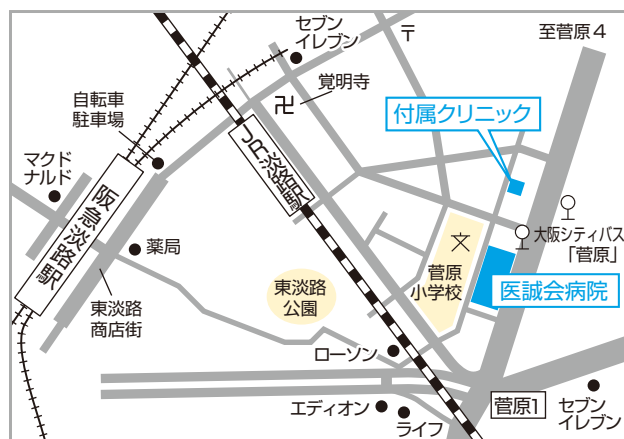 セブン
イレブン
〒
至菅原4
覚明寺
卍
自転車
駐車場
付属クリニック
マクド
ナルド
JR淡路駅
阪急淡路駅
薬局
文
大阪シティバス
「菅原」
菅原
小学校
東淡路
公園
医誠会病院
東淡路
商店街
ローソン
エディオン
ライフ
菅原1
セブン
イレブン